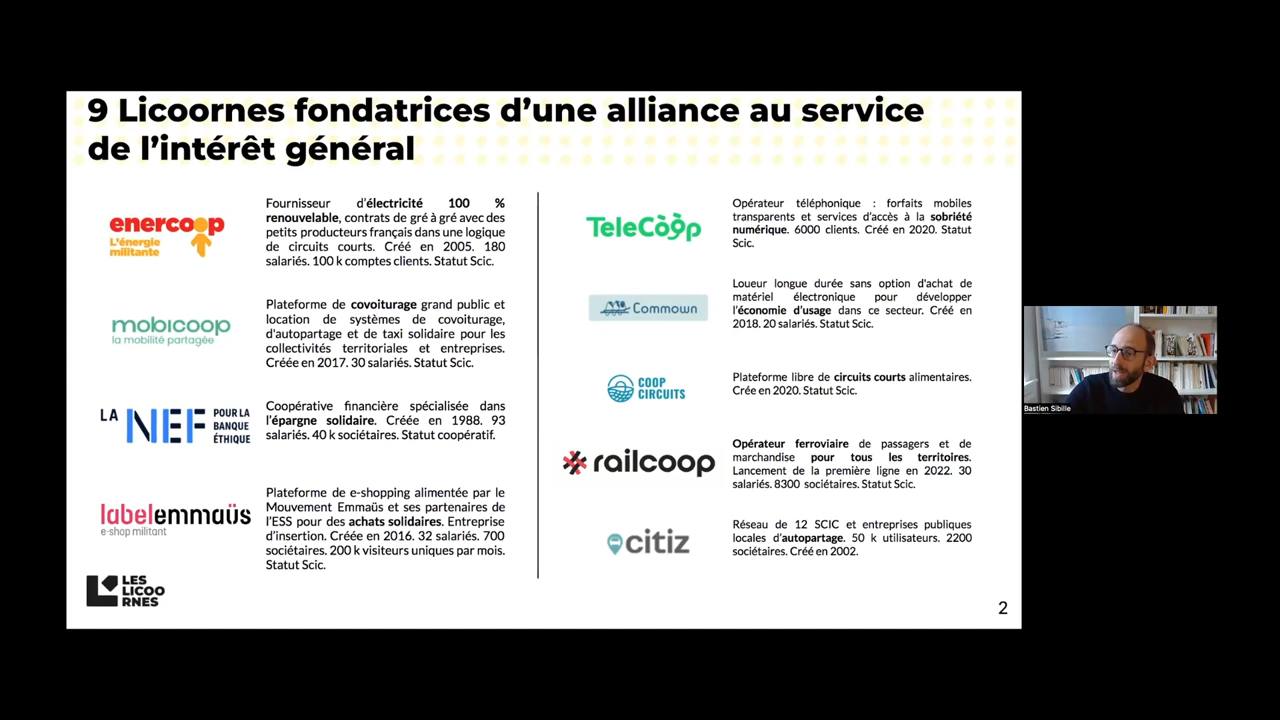 9 Licoornes fondatrices d’une alliance au service
de l’intérêt général
enercoop
L'énergie
militante
Fournisseur d’électricité 100 %
renouvelable, contrats de gré à gré avec des
petits producteurs français dans une logique
de circuits courts. Créé en 2005. 180
salariés. 100 k comptes clients. Statut Scic.
mobicoop
la mobilité partagée
Plateforme de covoiturage grand public et
location de systèmes de covoiturage,
d'autopartage et de taxi solidaire pour les
collectivités territoriales et entreprises.
Créée en 2017. 30 salariés. Statut Scic.
LA NEF POUR LA
BANQUE
ÉTHIQUE
Coopérative financière spécialisée dans
l’épargne solidaire. Créée en 1988. 93
salariés. 40 k sociétaires. Statut coopératif.
labelemmaüs
e-shop militant
Plateforme de e-shopping alimentée par le
Mouvement Emmaüs et ses partenaires de
l’ESS pour des achats solidaires. Entreprise
d’insertion. Créée en 2016. 32 salariés. 700
sociétaires. 200 k visiteurs uniques par mois.
Statut Scic.
LES
LICOO
RNES
TeleCoop
Opérateur téléphonique : forfaits mobiles
transparents et services d’accès à la sobriété
numérique. 6000 clients. Créé en 2020. Statut
Scic.
Commown
Loueur longue durée sans option d'achat de
matériel électronique pour développer
l’économie d’usage dans ce secteur. Créé en
2018. 20 salariés. Statut Scic.
COOP
CIRCUITS
Plateforme libre de circuits courts alimentaires.
Crée en 2020. Statut Scic.
railcoop
Opérateur ferroviaire de passagers et de
marchandise pour tous les territoires.
Lancement de la première ligne en 2022. 30
salariés. 8300 sociétaires. Statut Scic.
citiz
Réseau de 12 SCIC et entreprises publiques
locales d’autopartage. 50 k utilisateurs. 2200
sociétaires. Créé en 2002.
2
Bastien Sibille